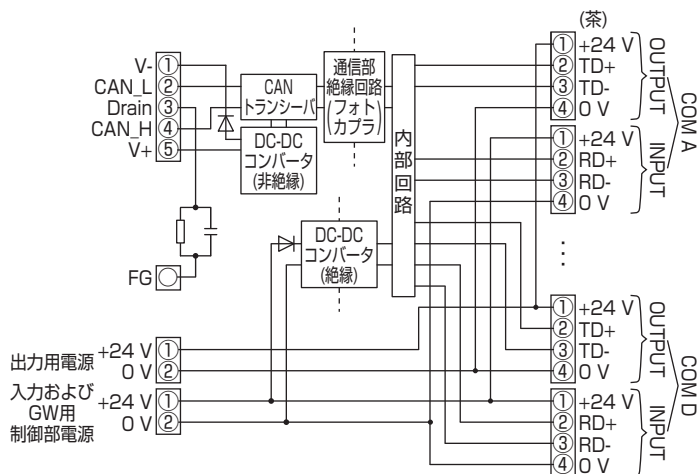 V- ①
CAN_L ②
Drain ③
CAN_H ④
V+ ⑤
FG
CAN
トランシーバ
DC-DC
コンバータ
(非絶縁)
通信部
絶縁回路
(フォト
カプラ)
内部回路
DC-DC
コンバータ
(絶縁)
出力用電源
+24 V ①
0 V ②
入力および
GW用
制御部電源
+24 V ①
0 V ②
(茶)
① +24 V
② TD+
③ TD-
④ 0 V
OUTPUT
① +24 V
② RD+
③ RD-
④ 0 V
INPUT
COM A
⋮
① +24 V
② TD+
③ TD-
④ 0 V
OUTPUT
① +24 V
② RD+
③ RD-
④ 0 V
INPUT
COM D